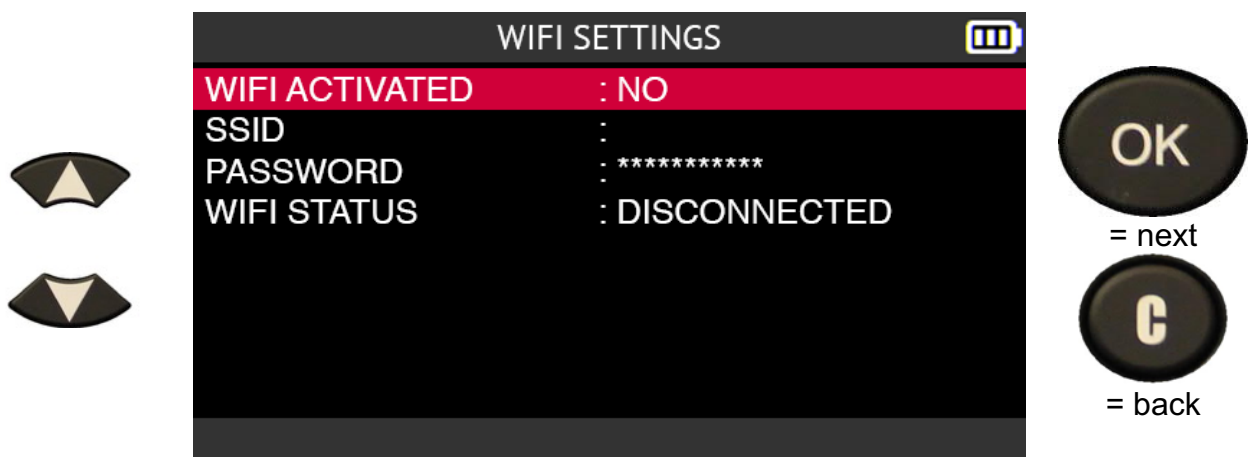 WIFI SETTINGS
WIFI ACTIVATED : NO
SSID :
PASSWORD : ***********
WIFI STATUS : DISCONNECTED
OK
= next
C
= back